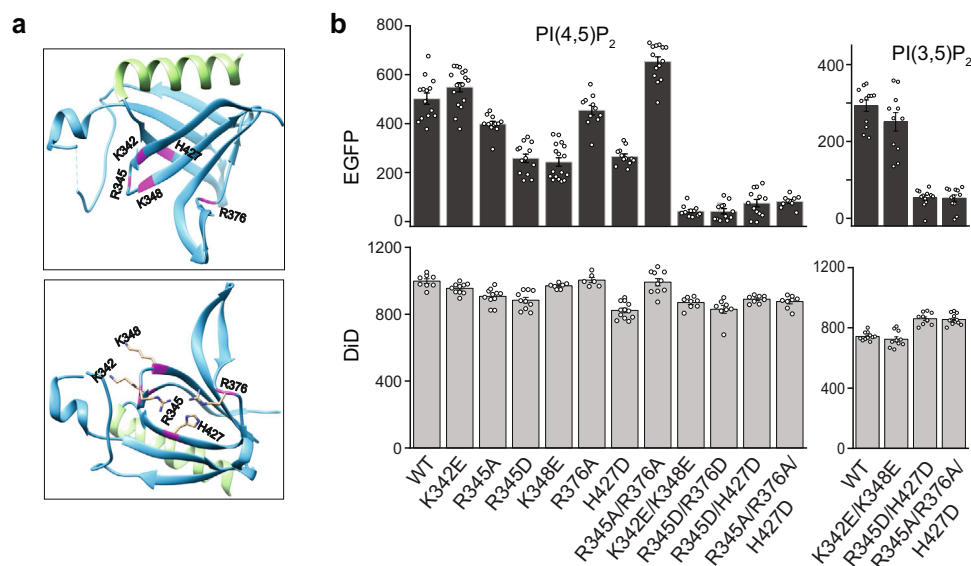 a
K342
H427
R345
K348
R376
K348
K342
R376
R345
H427
b
PI(4,5)P2
EGFP
800
600
400
200
0
DiD
1200
800
400
0
WT
K342E
R345A
R345D
K348E
R376A
H427D
R345A/R376A
K342E/K348E
R345D/R376D
R345D/H427D
R345A/R376A/
H427D
PI(3,5)P2
400
200
0
1200
800
400
0
WT
K342E/K348E
R345D/H427D
R345A/R376A/
H427D